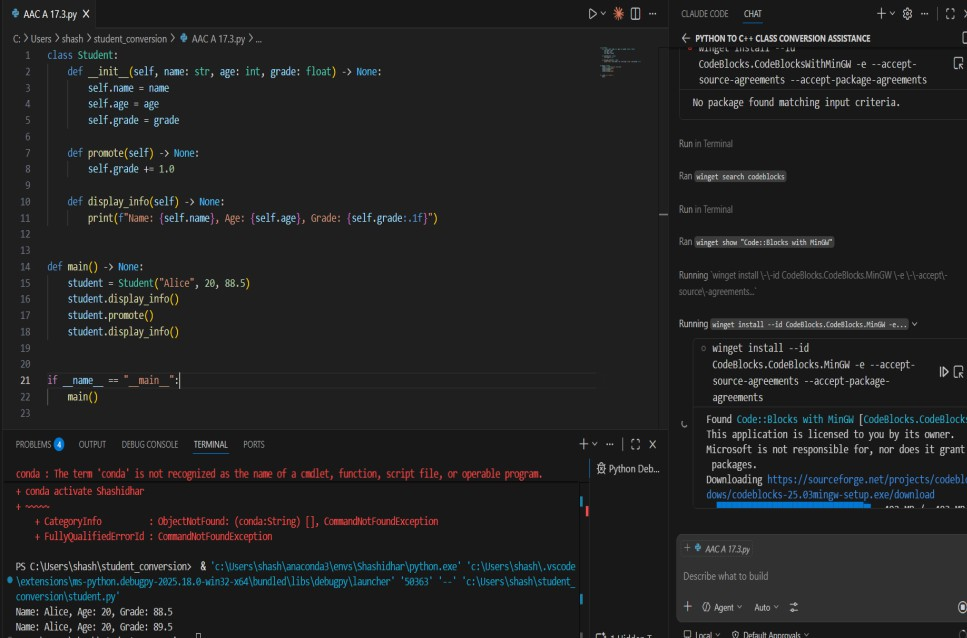 AAC A 17.3.py
C: > Users > shash > student_conversion > AAC A 17.3.py > ...
1 class Student:
2 def __init__(self, name: str, age: int, grade: float) -> None:
3 self.name = name
4 self.age = age
5 self.grade = grade
6
7 def promote(self) -> None:
8 self.grade += 1.0
9
10 def display_info(self) -> None:
11 print(f"Name: {self.name}, Age: {self.age}, Grade: {self.grade:.1f}")
12
13
14 def main() -> None:
15 student = Student("Alice", 20, 88.5)
16 student.display_info()
17 student.promote()
18 student.display_info()
19
20
21 if __name__ == "__main__":
22 main()
23
PROBLEMS 4 OUTPUT DEBUG CONSOLE TERMINAL PORTS
conda : The term 'conda' is not recognized as the name of a cmdlet, function, script file, or operable program.
+ conda activate Shashidhar
+ ~~~~~
+ CategoryInfo : ObjectNotFound: (conda:String) [], CommandNotFoundException
+ FullyQualifiedErrorId : CommandNotFoundException
PS C:\Users\shash\student_conversion> & 'c:\Users\shash\anaconda3\envs\Shashidhar\python.exe' 'c:\Users\shash\.vscode
\extensions\ms-python.debugpy-2025.18.0-win32-x64\bundled\libs\debugpy\launcher' '50363' '--' 'c:\Users\shash\student_
conversion\student.py'
Name: Alice, Age: 20, Grade: 88.5
Name: Alice, Age: 20, Grade: 89.5
Python Deb...
CLAUDE CODE CHAT
PYTHON TO C++ CLASS CONVERSION ASSISTANCE
winget install --id
CodeBlocks.CodeBlocksWithMinGW -e --accept-
source-agreements --accept-package-agreements
No package found matching input criteria.
Run in Terminal
Ran winget search codeblocks
Run in Terminal
Ran winget show "Code::Blocks with MinGW"
Running `winget install \-\-id CodeBlocks.CodeBlocks.MinGW \-e \-\-accept\-
source\-agreements...`
Running winget install --id CodeBlocks.CodeBlocks.MinGW -e...
winget install --id
CodeBlocks.CodeBlocks.MinGW -e --accept-
source-agreements --accept-package-
agreements
Found Code::Blocks with MinGW [CodeBlocks.CodeBlocks
This application is licensed to you by its owner.
Microsoft is not responsible for, nor does it grant
packages.
Downloading https://sourceforge.net/projects/codeblo
dows/codeblocks-25.03mingw-setup.exe/download
AAC A 17.3.py
Describe what to build
Agent Auto
Local Default Approvals